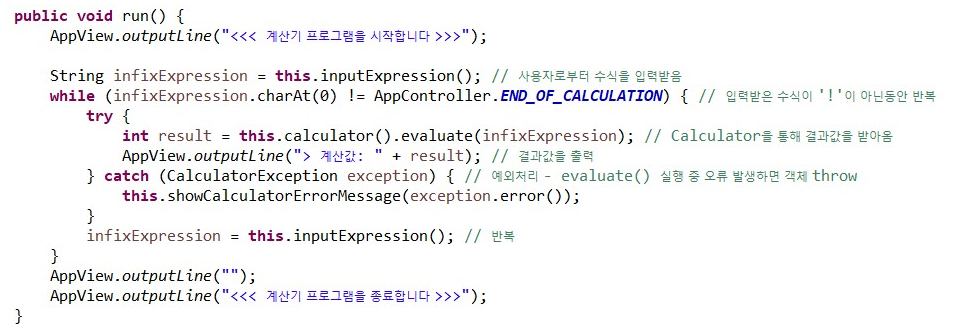 public void run() {
    AppView.outputLine("<<< 계산기 프로그램을 시작합니다 >>>");

    String infixExpression = this.inputExpression(); // 사용자로부터 수식을 입력받음
    while (infixExpression.charAt(0) != AppController.END_OF_CALCULATION) { // 입력받은 수식이 '!'이 아닌동안 반복
        try {
            int result = this.calculator().evaluate(infixExpression); // Calculator을 통해 결과값을 받아옴
            AppView.outputLine("> 계산값: " + result); // 결과값을 출력
        } catch (CalculatorException exception) { // 예외처리 - evaluate() 실행 중 오류 발생하면 객체 throw
            this.showCalculatorErrorMessage(exception.error());
        }
        infixExpression = this.inputExpression(); // 반복
    }
    AppView.outputLine("");
    AppView.outputLine("<<< 계산기 프로그램을 종료합니다 >>>");
}